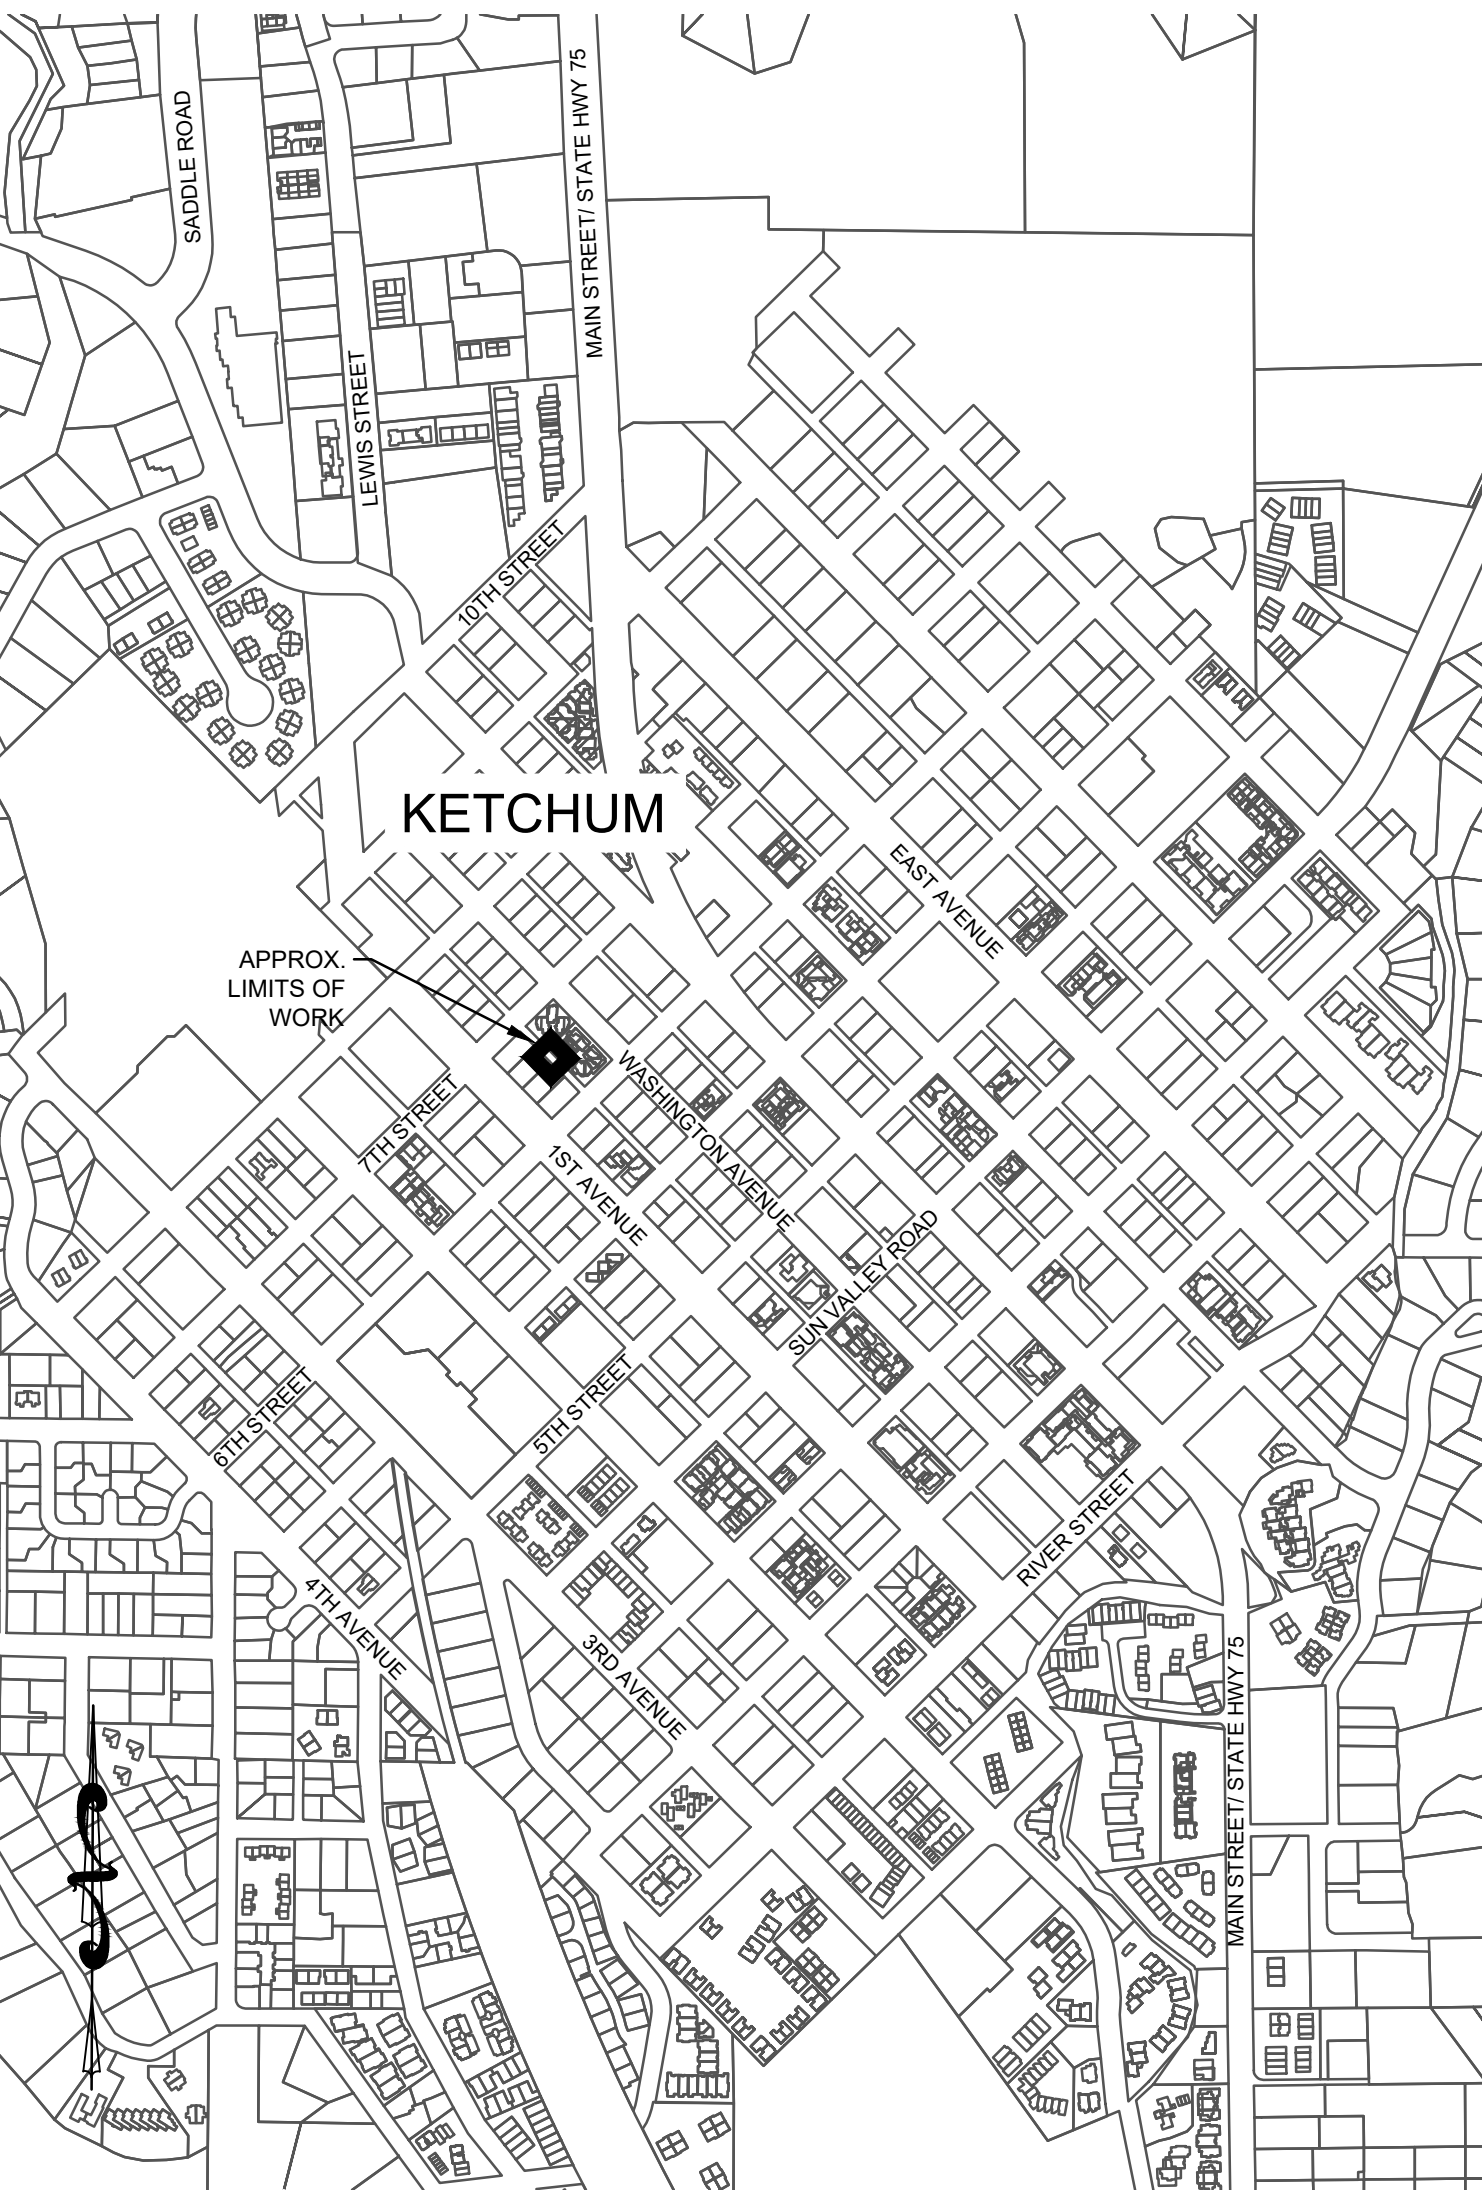 SADDLE ROAD
MAIN STREET/ STATE HWY 75
LEWIS STREET
10TH STREET
KETCHUM
EAST AVENUE
APPROX.
LIMITS OF
WORK
WASHINGTON AVENUE
7TH STREET
1ST AVENUE
SUN VALLEY ROAD
6TH STREET
5TH STREET
RIVER STREET
4TH AVENUE
3RD AVENUE
MAIN STREET/ STATE HWY 75